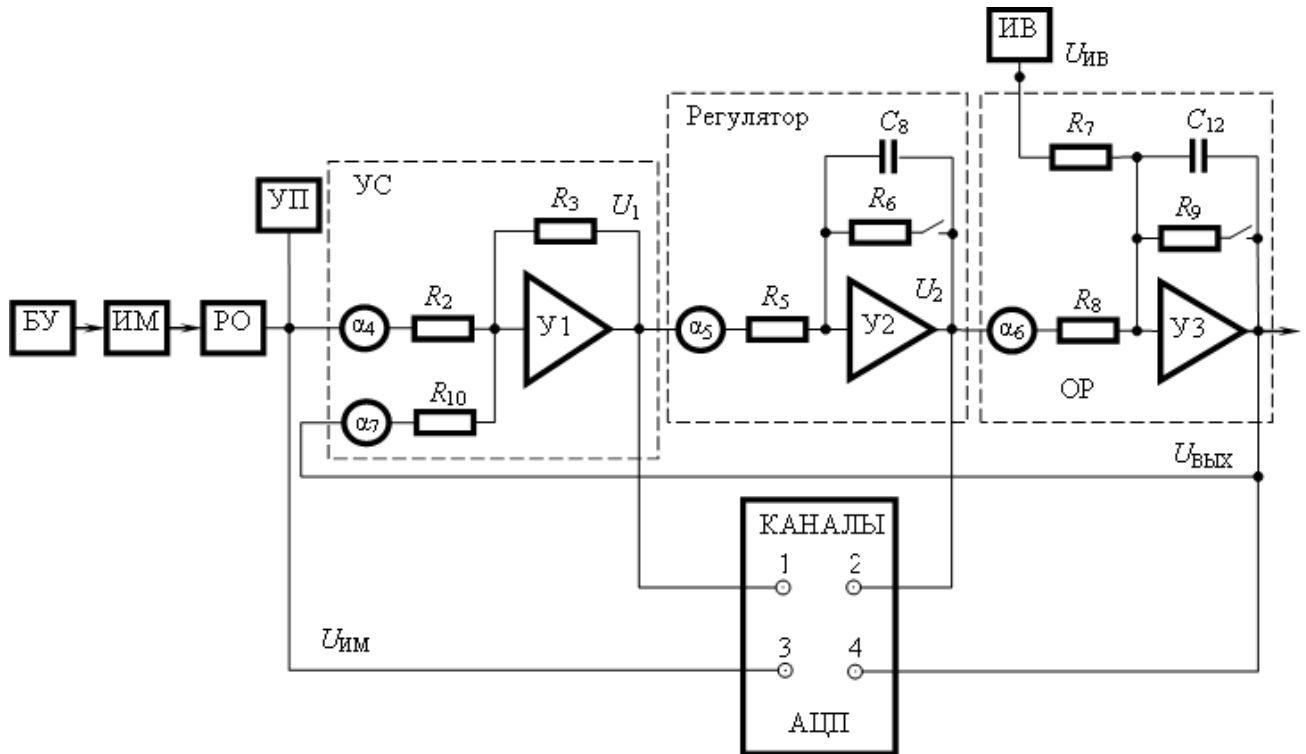 ИВ
U_ИВ
Регулятор
C₈
R₇
C₁₂
УП
УС
R₃
U₁
R₆
R₉
БУ
ИМ
РО
α₄
R₂
У1
α₅
R₅
У2
U₂
α₆
R₈
У3
ОР
α₇
R₁₀
U_ВЫХ
КАНАЛЫ
1 2
U_ИМ
3 4
АЦП